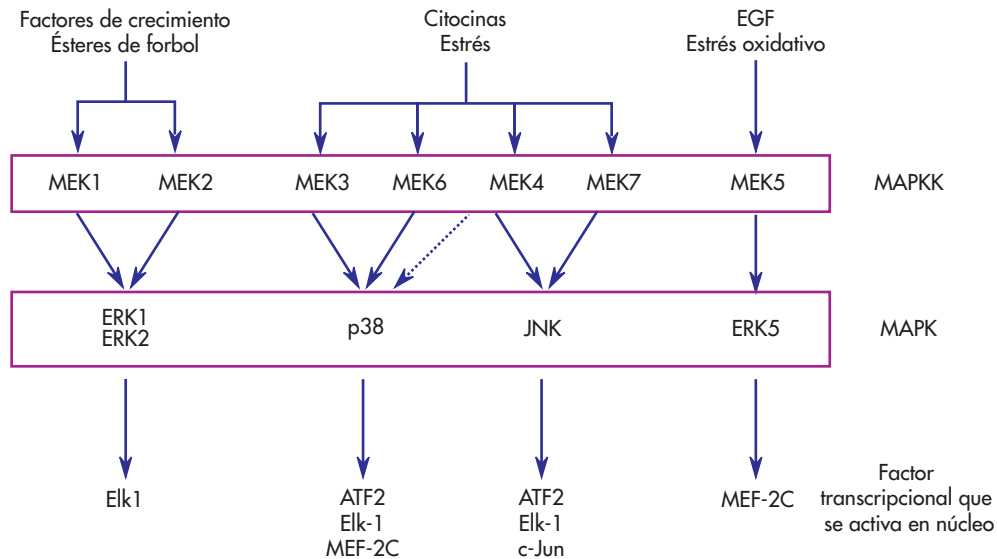 Factores de crecimiento
Ésteres de forbol
Citocinas
Estrés
EGF
Estrés oxidativo
MEK1 MEK2 MEK3 MEK6 MEK4 MEK7 MEK5 MAPKK
ERK1
ERK2
p38 JNK ERK5 MAPK
Elk1
ATF2
Elk-1
MEF-2C
ATF2
Elk-1
c-Jun
MEF-2C
Factor
transcripcional que
se activa en núcleo